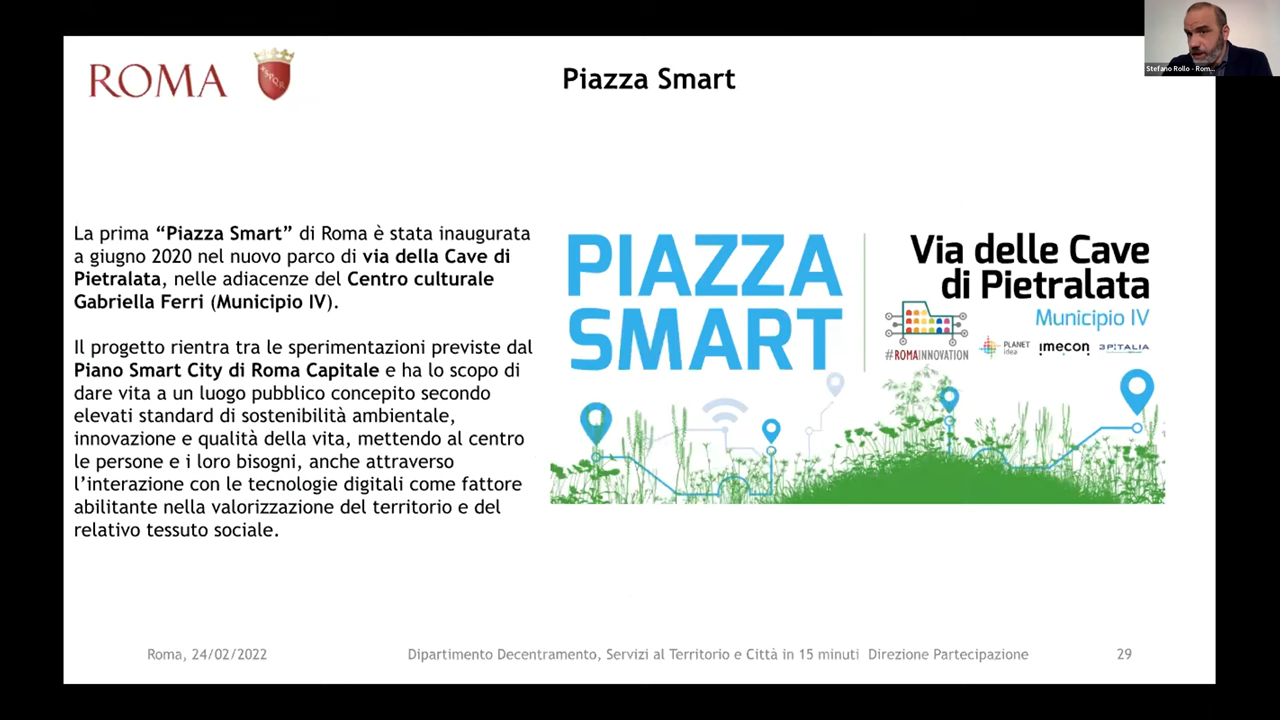 ROMA
S.P.Q.R.
Piazza Smart
Stefano Rollo - Rom...
La prima “Piazza Smart” di Roma è stata inaugurata
a giugno 2020 nel nuovo parco di via della Cave di
Pietralata, nelle adiacenze del Centro culturale
Gabriella Ferri (Municipio IV).
Il progetto rientra tra le sperimentazioni previste dal
Piano Smart City di Roma Capitale e ha lo scopo di
dare vita a un luogo pubblico concepito secondo
elevati standard di sostenibilità ambientale,
innovazione e qualità della vita, mettendo al centro
le persone e i loro bisogni, anche attraverso
l’interazione con le tecnologie digitali come fattore
abilitante nella valorizzazione del territorio e del
relativo tessuto sociale.
PIAZZA
SMART
Via delle Cave
di Pietralata
Municipio IV
#ROMAINNOVATION
PLANET
idea
imecon
3PITALIA
Roma, 24/02/2022
Dipartimento Decentramento, Servizi al Territorio e Città in 15 minuti Direzione Partecipazione
29